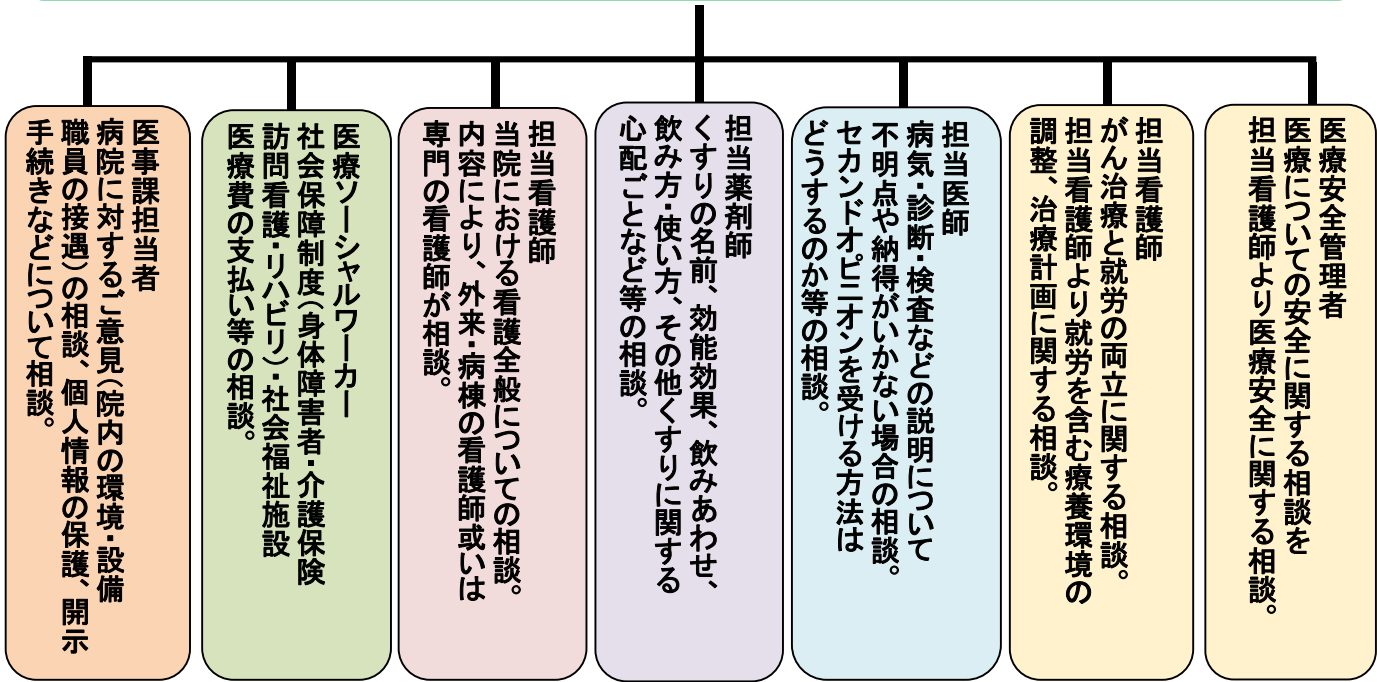 医療安全管理者
医療についての安全に関する相談を
担当看護師より医療安全に関する相談。
担当看護師
がん治療と就労の両立に関する相談。
担当看護師より就労を含む療養環境の
調整、治療計画に関する相談。
担当医師
病気・診断・検査などの説明について
不明点や納得がいかない場合の相談。
セカンドオピニオンを受ける方法は
どうするのか等の相談。
担当薬剤師
くすりの名前、効能効果、飲みあわせ、
飲み方・使い方、その他くすりに関する
心配ごとなど等の相談。
担当看護師
当院における看護全般についての相談。
内容により、外来・病棟の看護師或いは
専門の看護師が相談。
医療ソーシャルワーカー
社会保障制度（身体障害者・介護保険
訪問看護・リハビリ）・社会福祉施設
医療費の支払い等の相談。
医事課担当者
病院に対するご意見（院内の環境・設備
職員の接遇）の相談、個人情報の保護、開示
手続きなどについて相談。